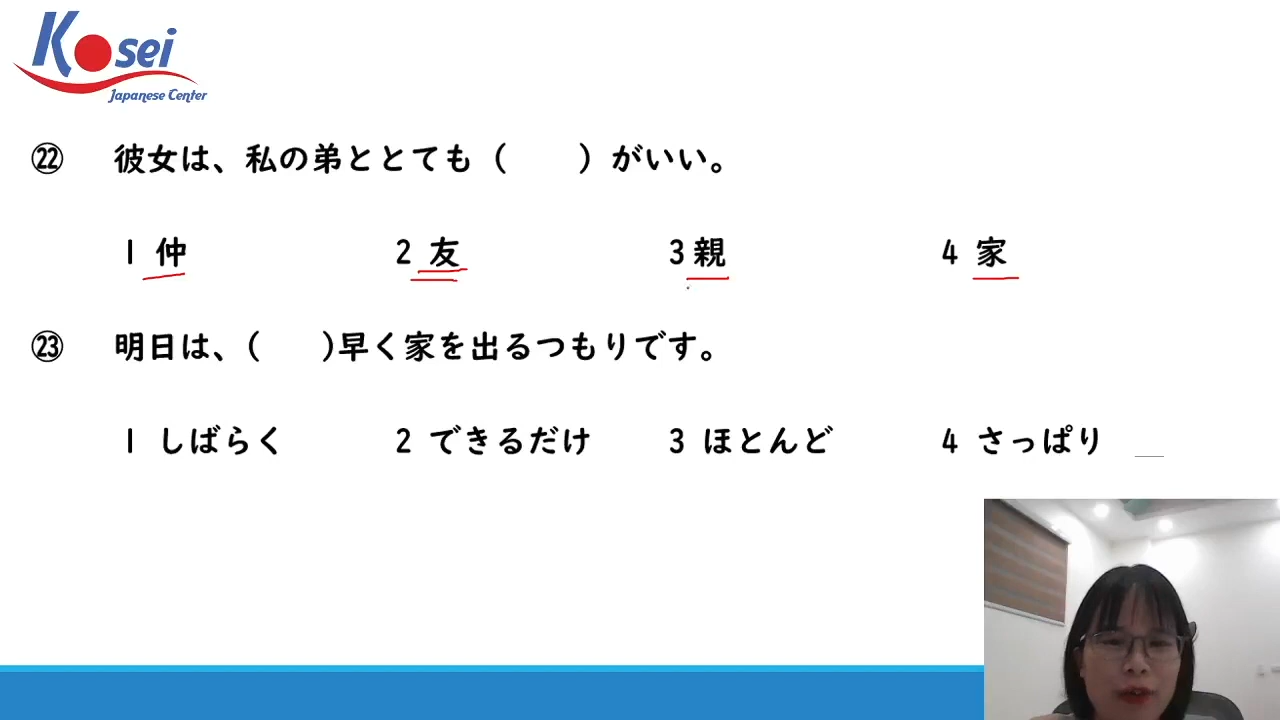 Kosei
Japanese Center
㉒ 彼女は、私の弟ととても（　　）がいい。
1 仲 2 友 3 親 4 家
㉓ 明日は、(　　)早く家を出るつもりです。
1 しばらく 2 できるだけ 3 ほとんど 4 さっぱり